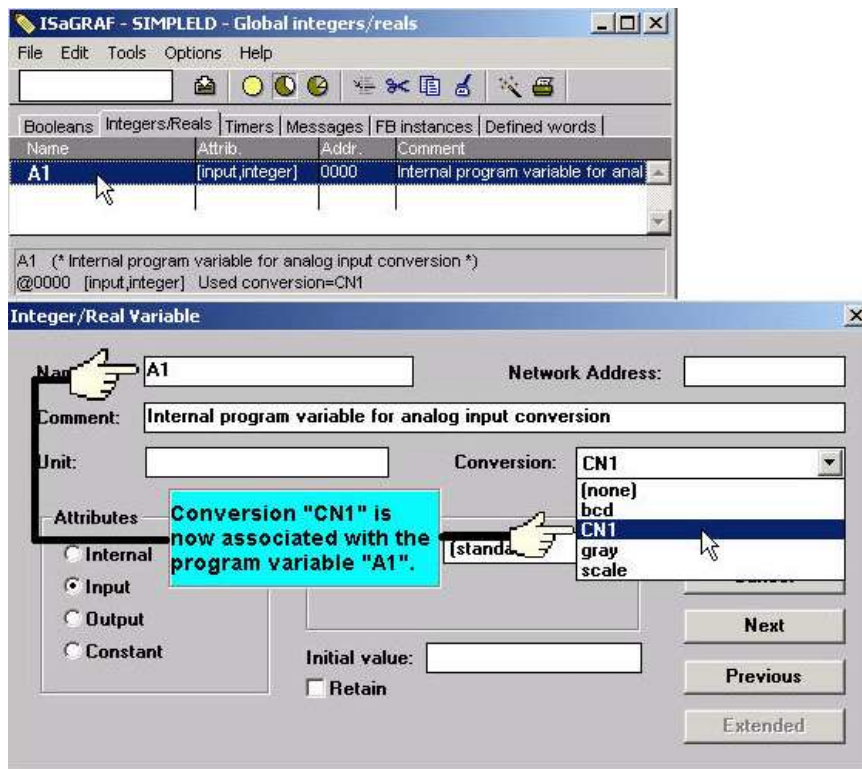 ISaGRAF - SIMPLELD - Global integers/reals
File Edit Tools Options Help
Booleans Integers/Reals Timers Messages FB instances Defined words
Name Attrib. Addr. Comment
A1 [input,integer] 0000 Internal program variable for anal
A1 (* Internal program variable for analog input conversion *)
@0000 [input,integer] Used conversion=CN1
Integer/Real Variable
A1 Network Address:
Comment: Internal program variable for analog input conversion
Unit: Conversion: CN1
(none)
bcd
CN1
gray
scale
Attributes
Internal
Input
Output
Constant
Conversion "CN1" is
now associated with the
program variable "A1".
Initial value:
Retain
Next
Previous
Extended